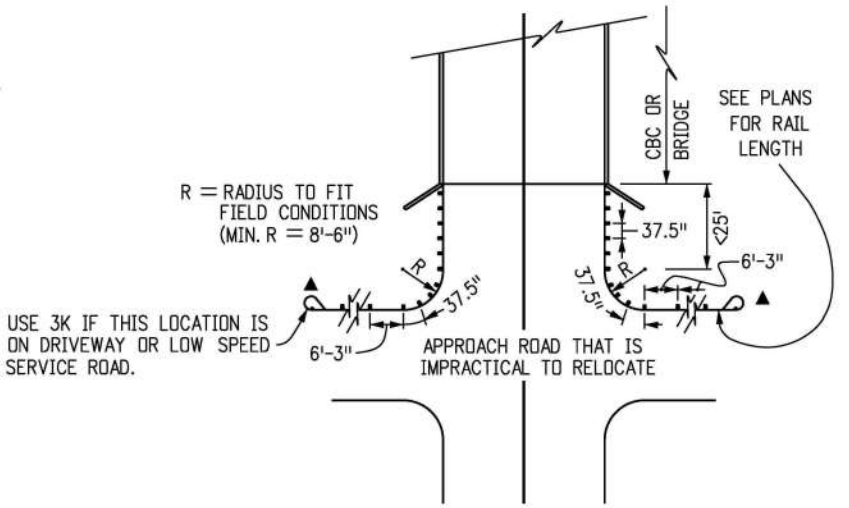 CBC OR
BRIDGE
SEE PLANS
FOR RAIL
LENGTH
R = RADIUS TO FIT
FIELD CONDITIONS
(MIN. R = 8'-6")
37.5"
<25'
6'-3"
R
37.5"
R
37.5"
USE 3K IF THIS LOCATION IS
ON DRIVEWAY OR LOW SPEED
SERVICE ROAD.
6'-3"
APPROACH ROAD THAT IS
IMPRACTICAL TO RELOCATE